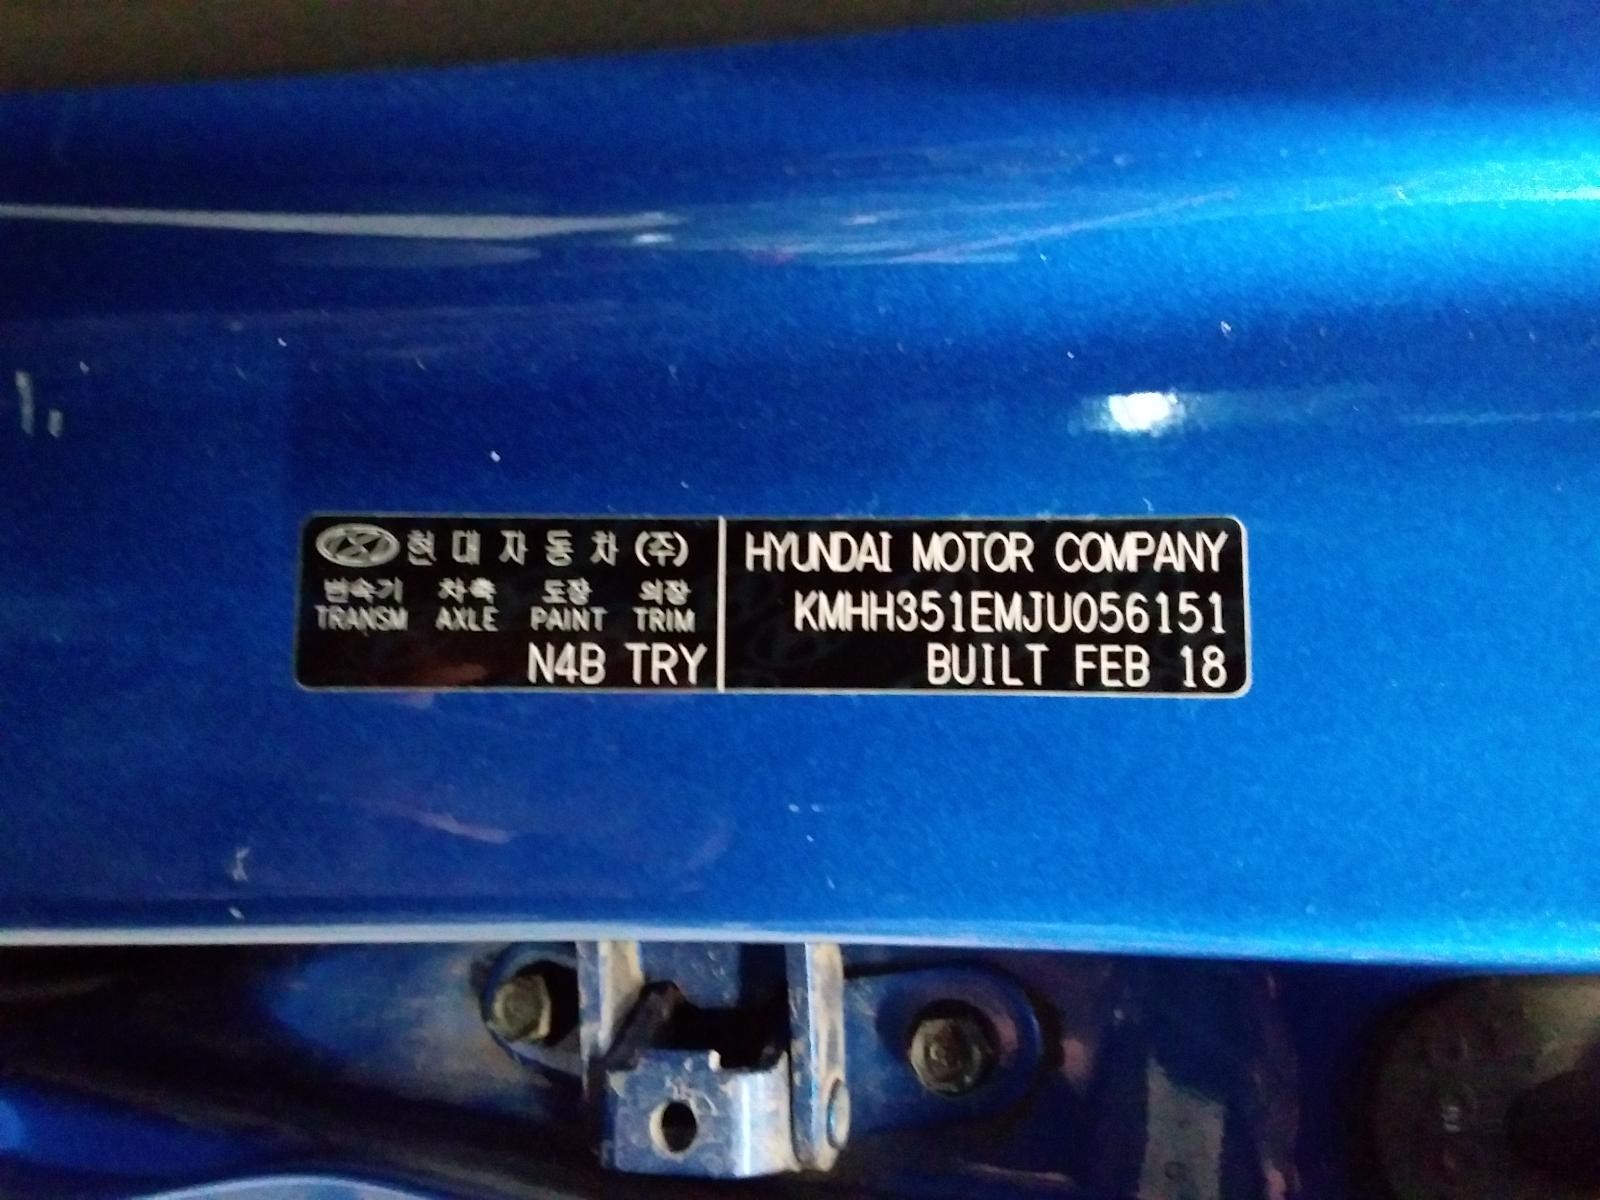 현대자동차(주)
변속기 차축 도장 의장
TRANSM AXLE PAINT TRIM
N4B TRY
HYUNDAI MOTOR COMPANY
KMHH351EMJU056151
BUILT FEB 18